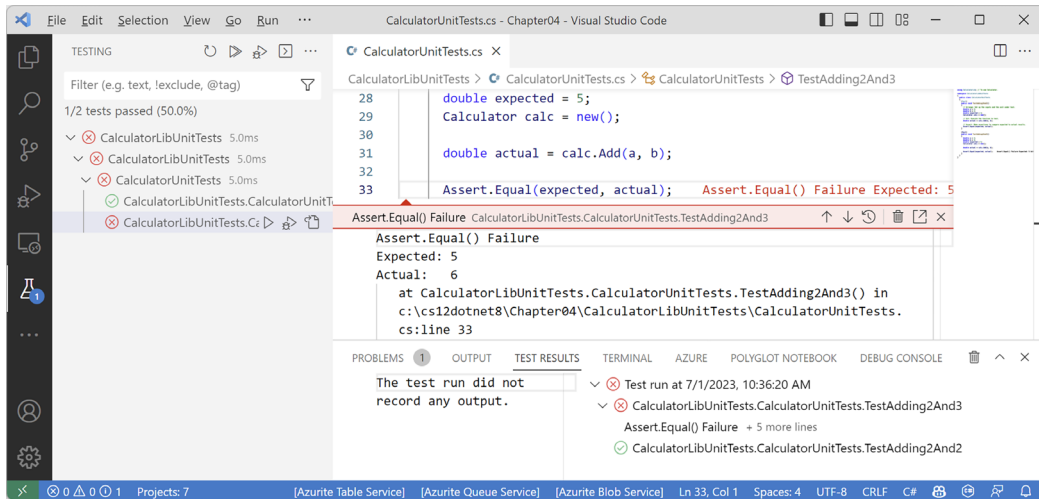 File Edit Selection View Go Run ··· CalculatorUnitTests.cs - Chapter04 - Visual Studio Code
TESTING
Filter (e.g. text, !exclude, @tag)
1/2 tests passed (50.0%)
CalculatorLibUnitTests 5.0ms
CalculatorLibUnitTests 5.0ms
CalculatorUnitTests 5.0ms
CalculatorLibUnitTests.CalculatorUnitT
CalculatorLibUnitTests.Ca
1
C# CalculatorUnitTests.cs
CalculatorLibUnitTests > C# CalculatorUnitTests.cs > CalculatorUnitTests > TestAdding2And3
28 double expected = 5;
29 Calculator calc = new();
30
31 double actual = calc.Add(a, b);
32
33 Assert.Equal(expected, actual); Assert.Equal() Failure Expected: 5
Assert.Equal() Failure CalculatorLibUnitTests.CalculatorUnitTests.TestAdding2And3
Assert.Equal() Failure
Expected: 5
Actual: 6
at CalculatorLibUnitTests.CalculatorUnitTests.TestAdding2And3() in
c:\cs12dotnet8\Chapter04\CalculatorLibUnitTests\CalculatorUnitTests.
cs:line 33
PROBLEMS 1 OUTPUT TEST RESULTS TERMINAL AZURE POLYGLOT NOTEBOOK DEBUG CONSOLE
The test run did not
record any output.
Test run at 7/1/2023, 10:36:20 AM
CalculatorLibUnitTests.CalculatorUnitTests.TestAdding2And3
Assert.Equal() Failure + 5 more lines
CalculatorLibUnitTests.CalculatorUnitTests.TestAdding2And2
0 0 1 Projects: 7 [Azurite Table Service] [Azurite Queue Service] [Azurite Blob Service] Ln 33, Col 1 Spaces: 4 UTF-8 CRLF C#